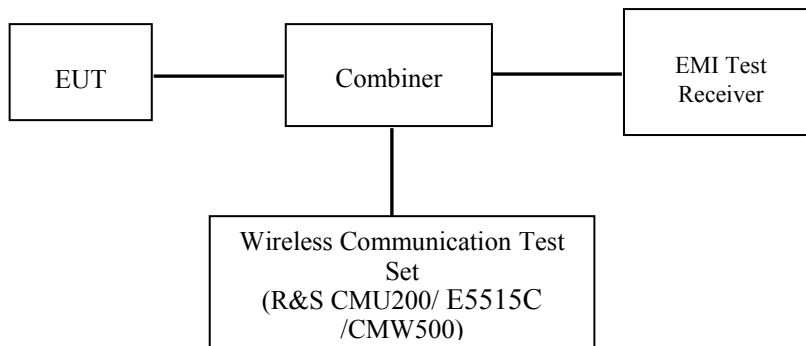 EUT
Combiner
EMI Test
Receiver
Wireless Communication Test
Set
(R&S CMU200/ E5515C
/CMW500)